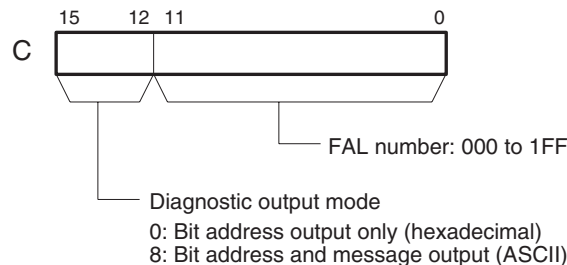 15 12 11 0
C
FAL number: 000 to 1FF
Diagnostic output mode
0: Bit address output only (hexadecimal)
8: Bit address and message output (ASCII)